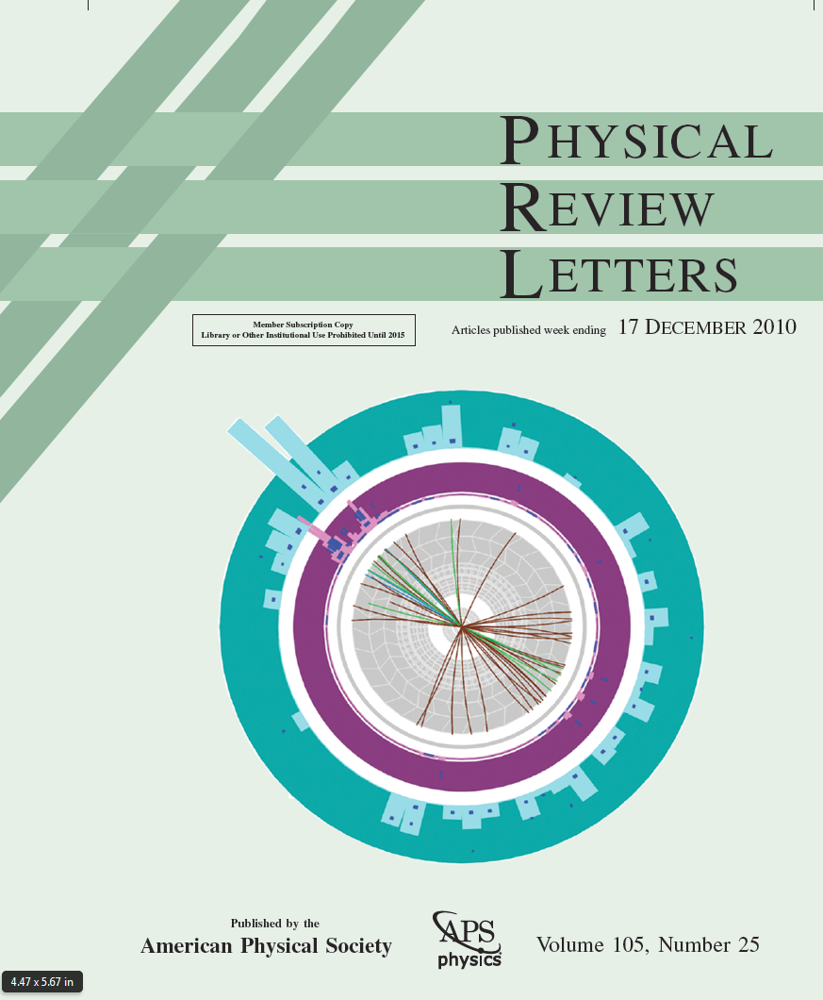 PHYSICAL
REVIEW
LETTERS
Member Subscription Copy
Library or Other Institutional Use Prohibited Until 2015
Articles published week ending 17 DECEMBER 2010
Published by the
American Physical Society
APS
physics
Volume 105, Number 25
4.47 x 5.67 in